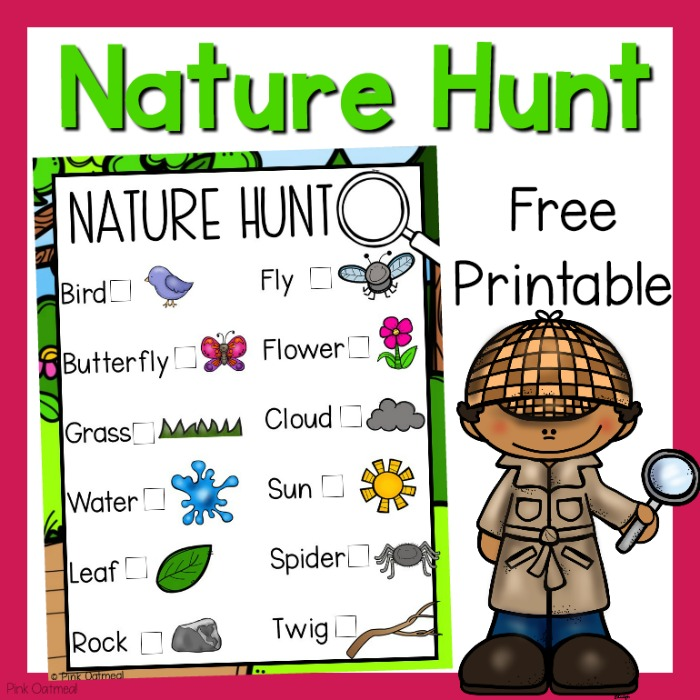 Nature Hunt
Free
Printable
NATURE HUNT
Bird
Fly
Butterfly
Flower
Grass
Cloud
Water
Sun
Leaf
Spider
Rock
Twig
© Pink Oatmeal
Pink Oatmeal